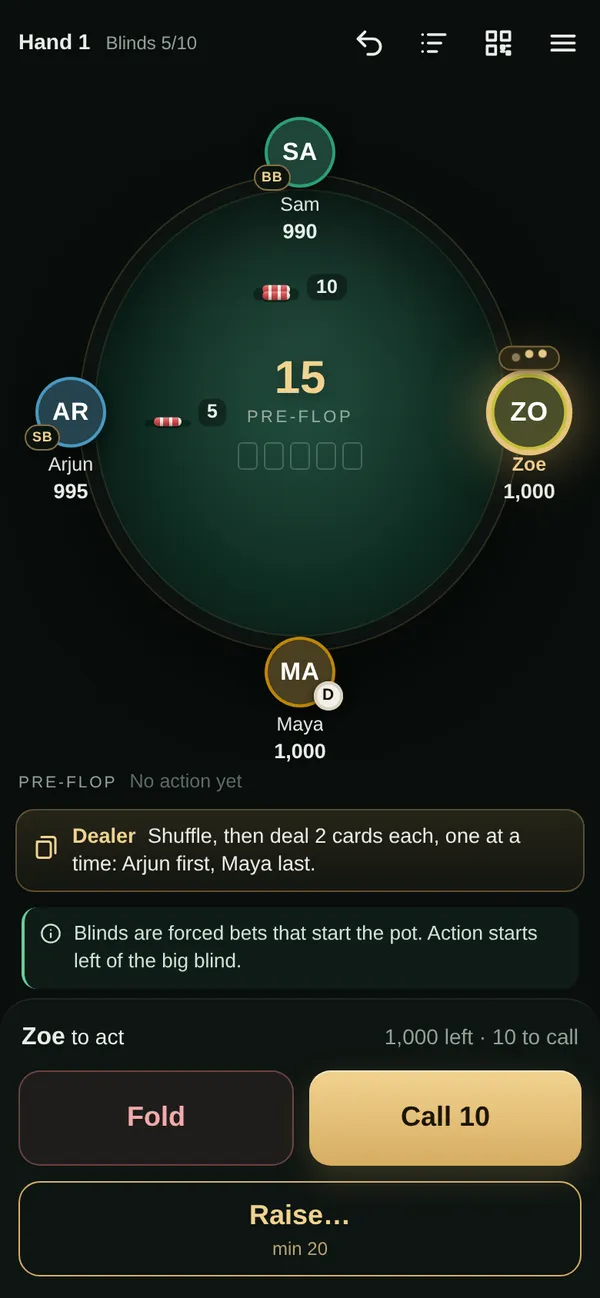 Hand 1 Blinds 5/10
SA
BB
Sam
990
10
15
PRE-FLOP
5
AR
SB
Arjun
995
ZO
Zoe
1,000
MA
D
Maya
1,000
PRE-FLOP No action yet
Dealer Shuffle, then deal 2 cards each, one at a
time: Arjun first, Maya last.
Blinds are forced bets that start the pot. Action starts
left of the big blind.
Zoe to act 1,000 left · 10 to call
Fold
Call 10
Raise…
min 20